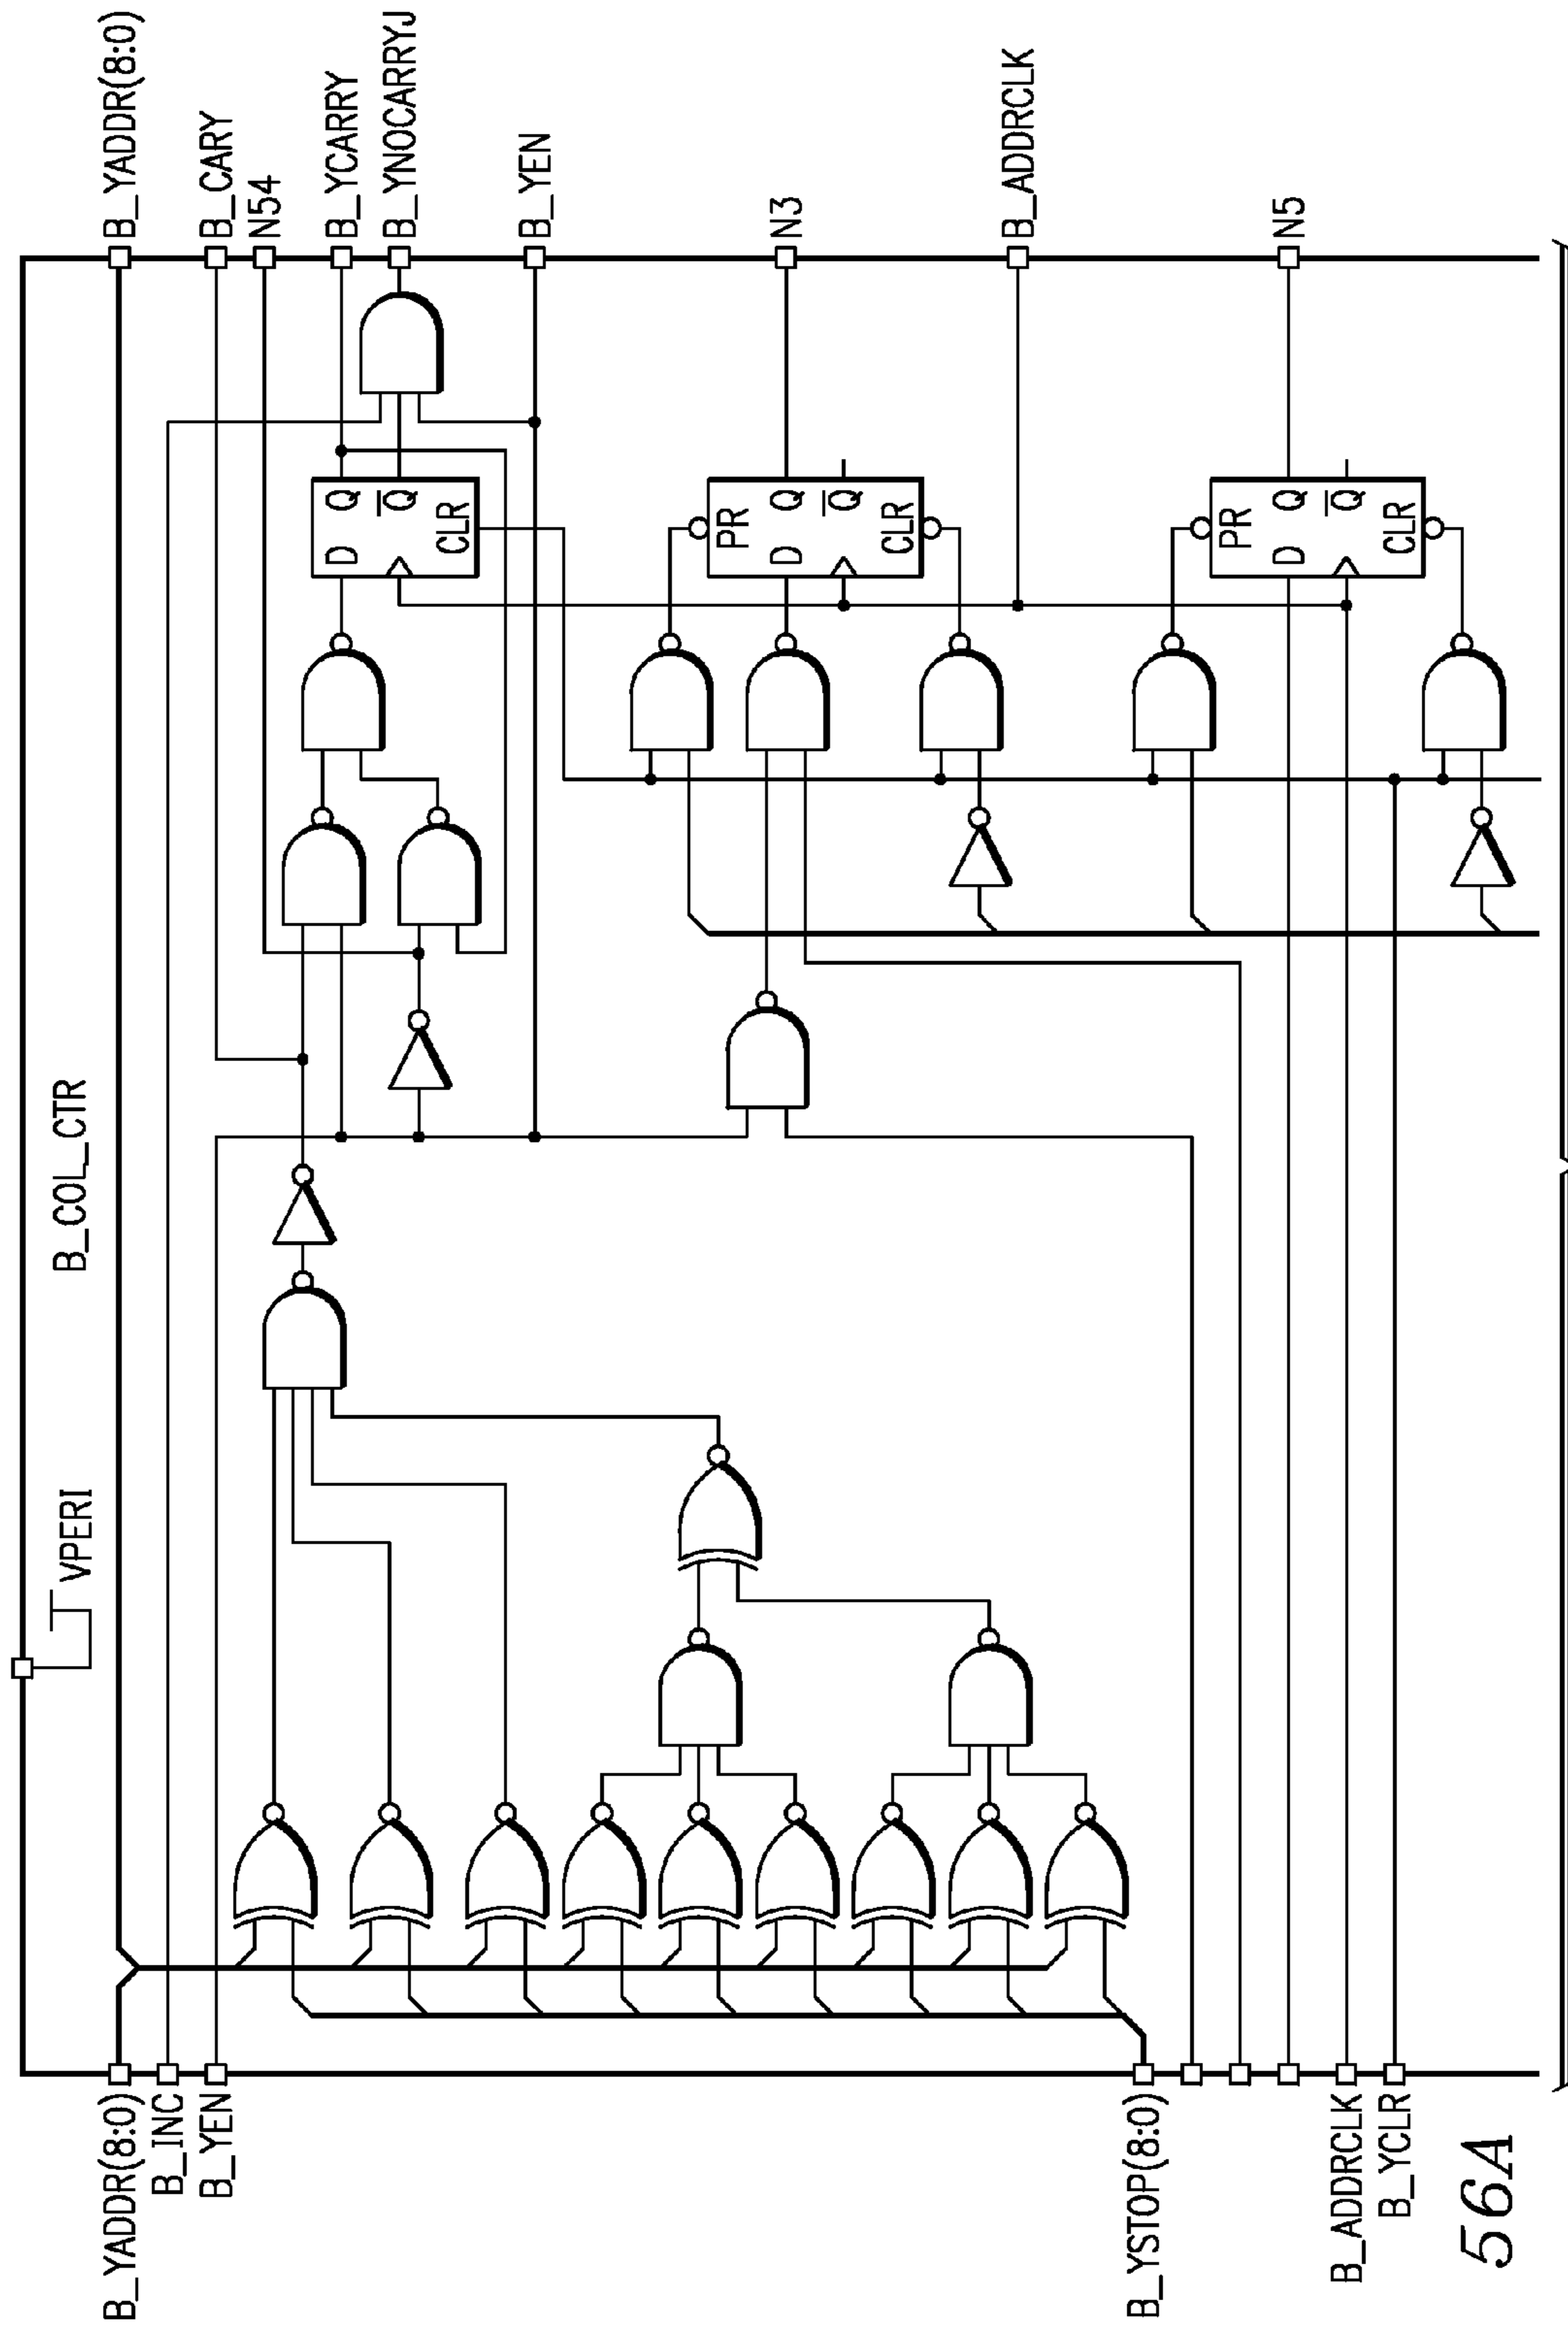 B_COL_CTR
VPERI
B_YADDR(8:0)
B_INC
B_YEN
B_YSTOP(8:0)
B_ADDRCLK
B_YCLR
D Q
Q
CLR
PR
D Q
Q
CLR
PR
D Q
Q
CLR
B_YADDR(8:0)
B_CARY
N54
B_YCARRY
B_YNOCARRYJ
B_YEN
N3
B_ADDRCLK
N5
56A